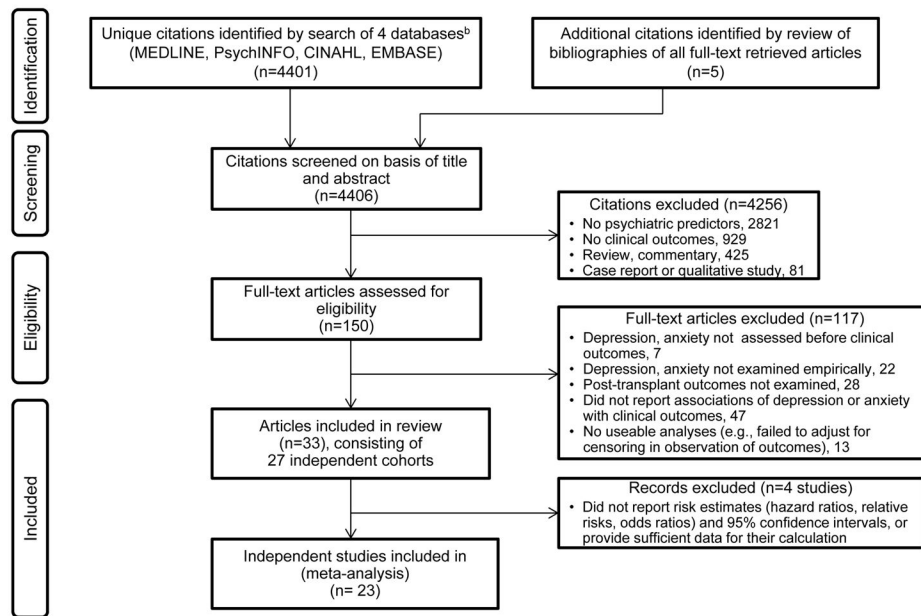 Identification
Unique citations identified by search of 4 databasesᵇ
(MEDLINE, PsychINFO, CINAHL, EMBASE)
(n=4401)
Additional citations identified by review of
bibliographies of all full-text retrieved articles
(n=5)
Screening
Citations screened on basis of title
and abstract
(n=4406)
Citations excluded (n=4256)
• No psychiatric predictors, 2821
• No clinical outcomes, 929
• Review, commentary, 425
• Case report or qualitative study, 81
Eligibility
Full-text articles assessed for
eligibility
(n=150)
Full-text articles excluded (n=117)
• Depression, anxiety not assessed before clinical
outcomes, 7
• Depression, anxiety not examined empirically, 22
• Post-transplant outcomes not examined, 28
• Did not report associations of depression or anxiety
with clinical outcomes, 47
• No useable analyses (e.g., failed to adjust for
censoring in observation of outcomes), 13
Included
Articles included in review
(n=33), consisting of
27 independent cohorts
Records excluded (n=4 studies)
• Did not report risk estimates (hazard ratios, relative
risks, odds ratios) and 95% confidence intervals, or
provide sufficient data for their calculation
Independent studies included in
(meta-analysis)
(n= 23)